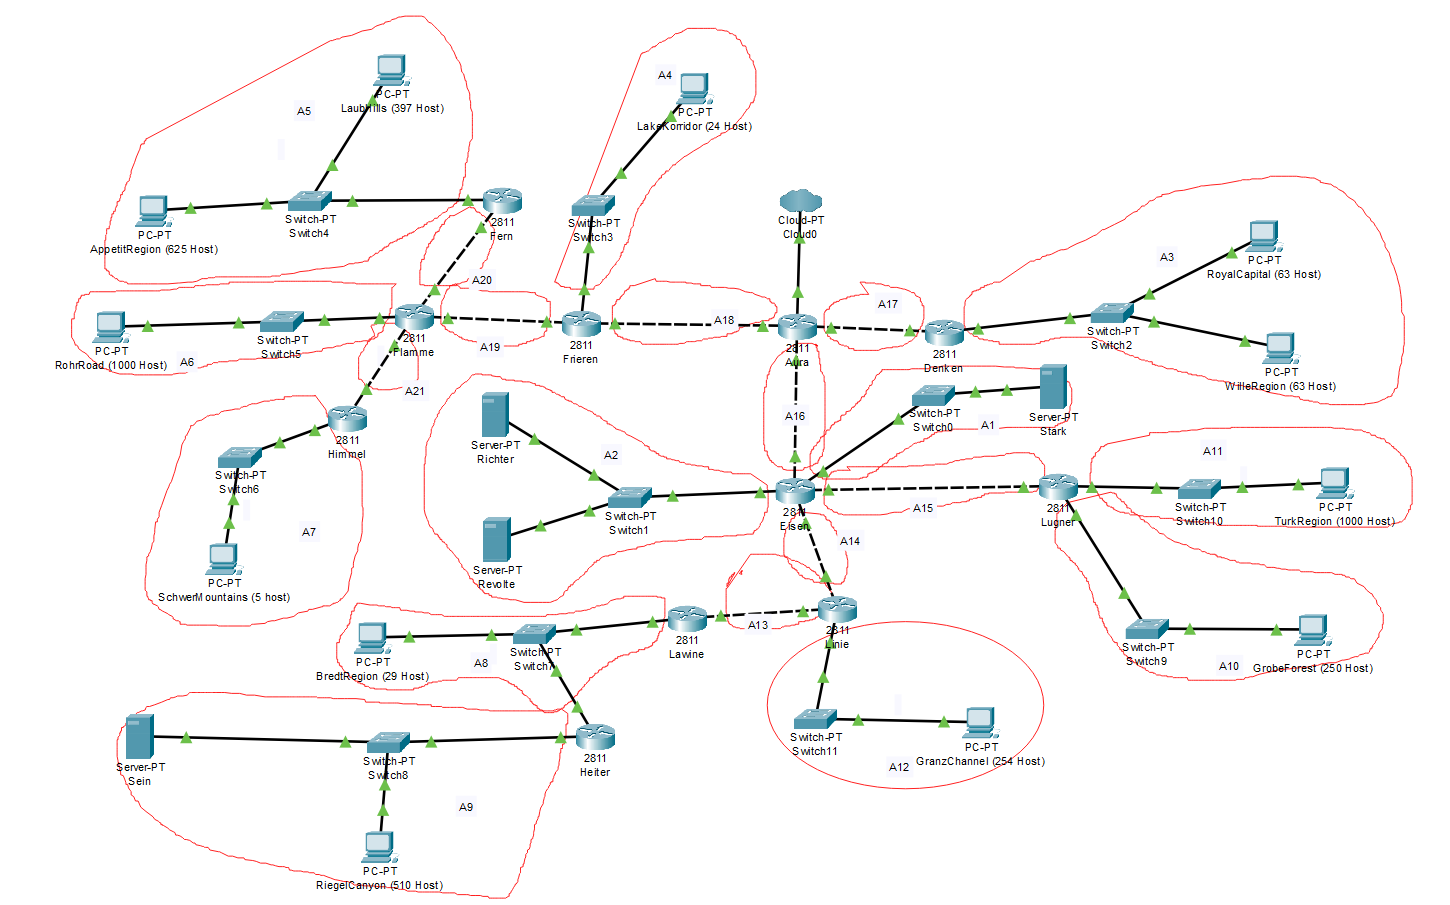 PC-PT
LaubHills (397 Host)
A5
PC-PT
AppetitRegion (625 Host)
Switch-PT
Switch4
2811
Fern
A4
PC-PT
LakeKorridor (24 Host)
Switch-PT
Switch3
Cloud-PT
Cloud0
A3
PC-PT
RoyalCapital (63 Host)
Switch-PT
Switch2
PC-PT
WilleRegion (63 Host)
A20
A17
A18
A19
2811
Flamme
2811
Frieren
2811
Aura
2811
Denken
PC-PT
RohrRoad (1000 Host)
Switch-PT
Switch5
A6
A21
A16
Switch-PT
Switch0
A1
Server-PT
Stark
2811
Himmel
Switch-PT
Switch6
A7
PC-PT
SchwerMountains (5 host)
Server-PT
Richter
A2
Switch-PT
Switch1
Server-PT
Revolte
2811
Eisen
A15
2811
Lugner
A11
Switch-PT
Switch10
PC-PT
TurkRegion (1000 Host)
A14
A13
2811
Lawine
2811
Linie
Switch-PT
Switch9
A10
PC-PT
GrobeForest (250 Host)
PC-PT
BredtRegion (29 Host)
A8
Switch-PT
Switch7
Switch-PT
Switch11
PC-PT
GranzChannel (254 Host)
A12
Server-PT
Sein
Switch-PT
Switch8
2811
Heiter
A9
PC-PT
RiegelCanyon (510 Host)